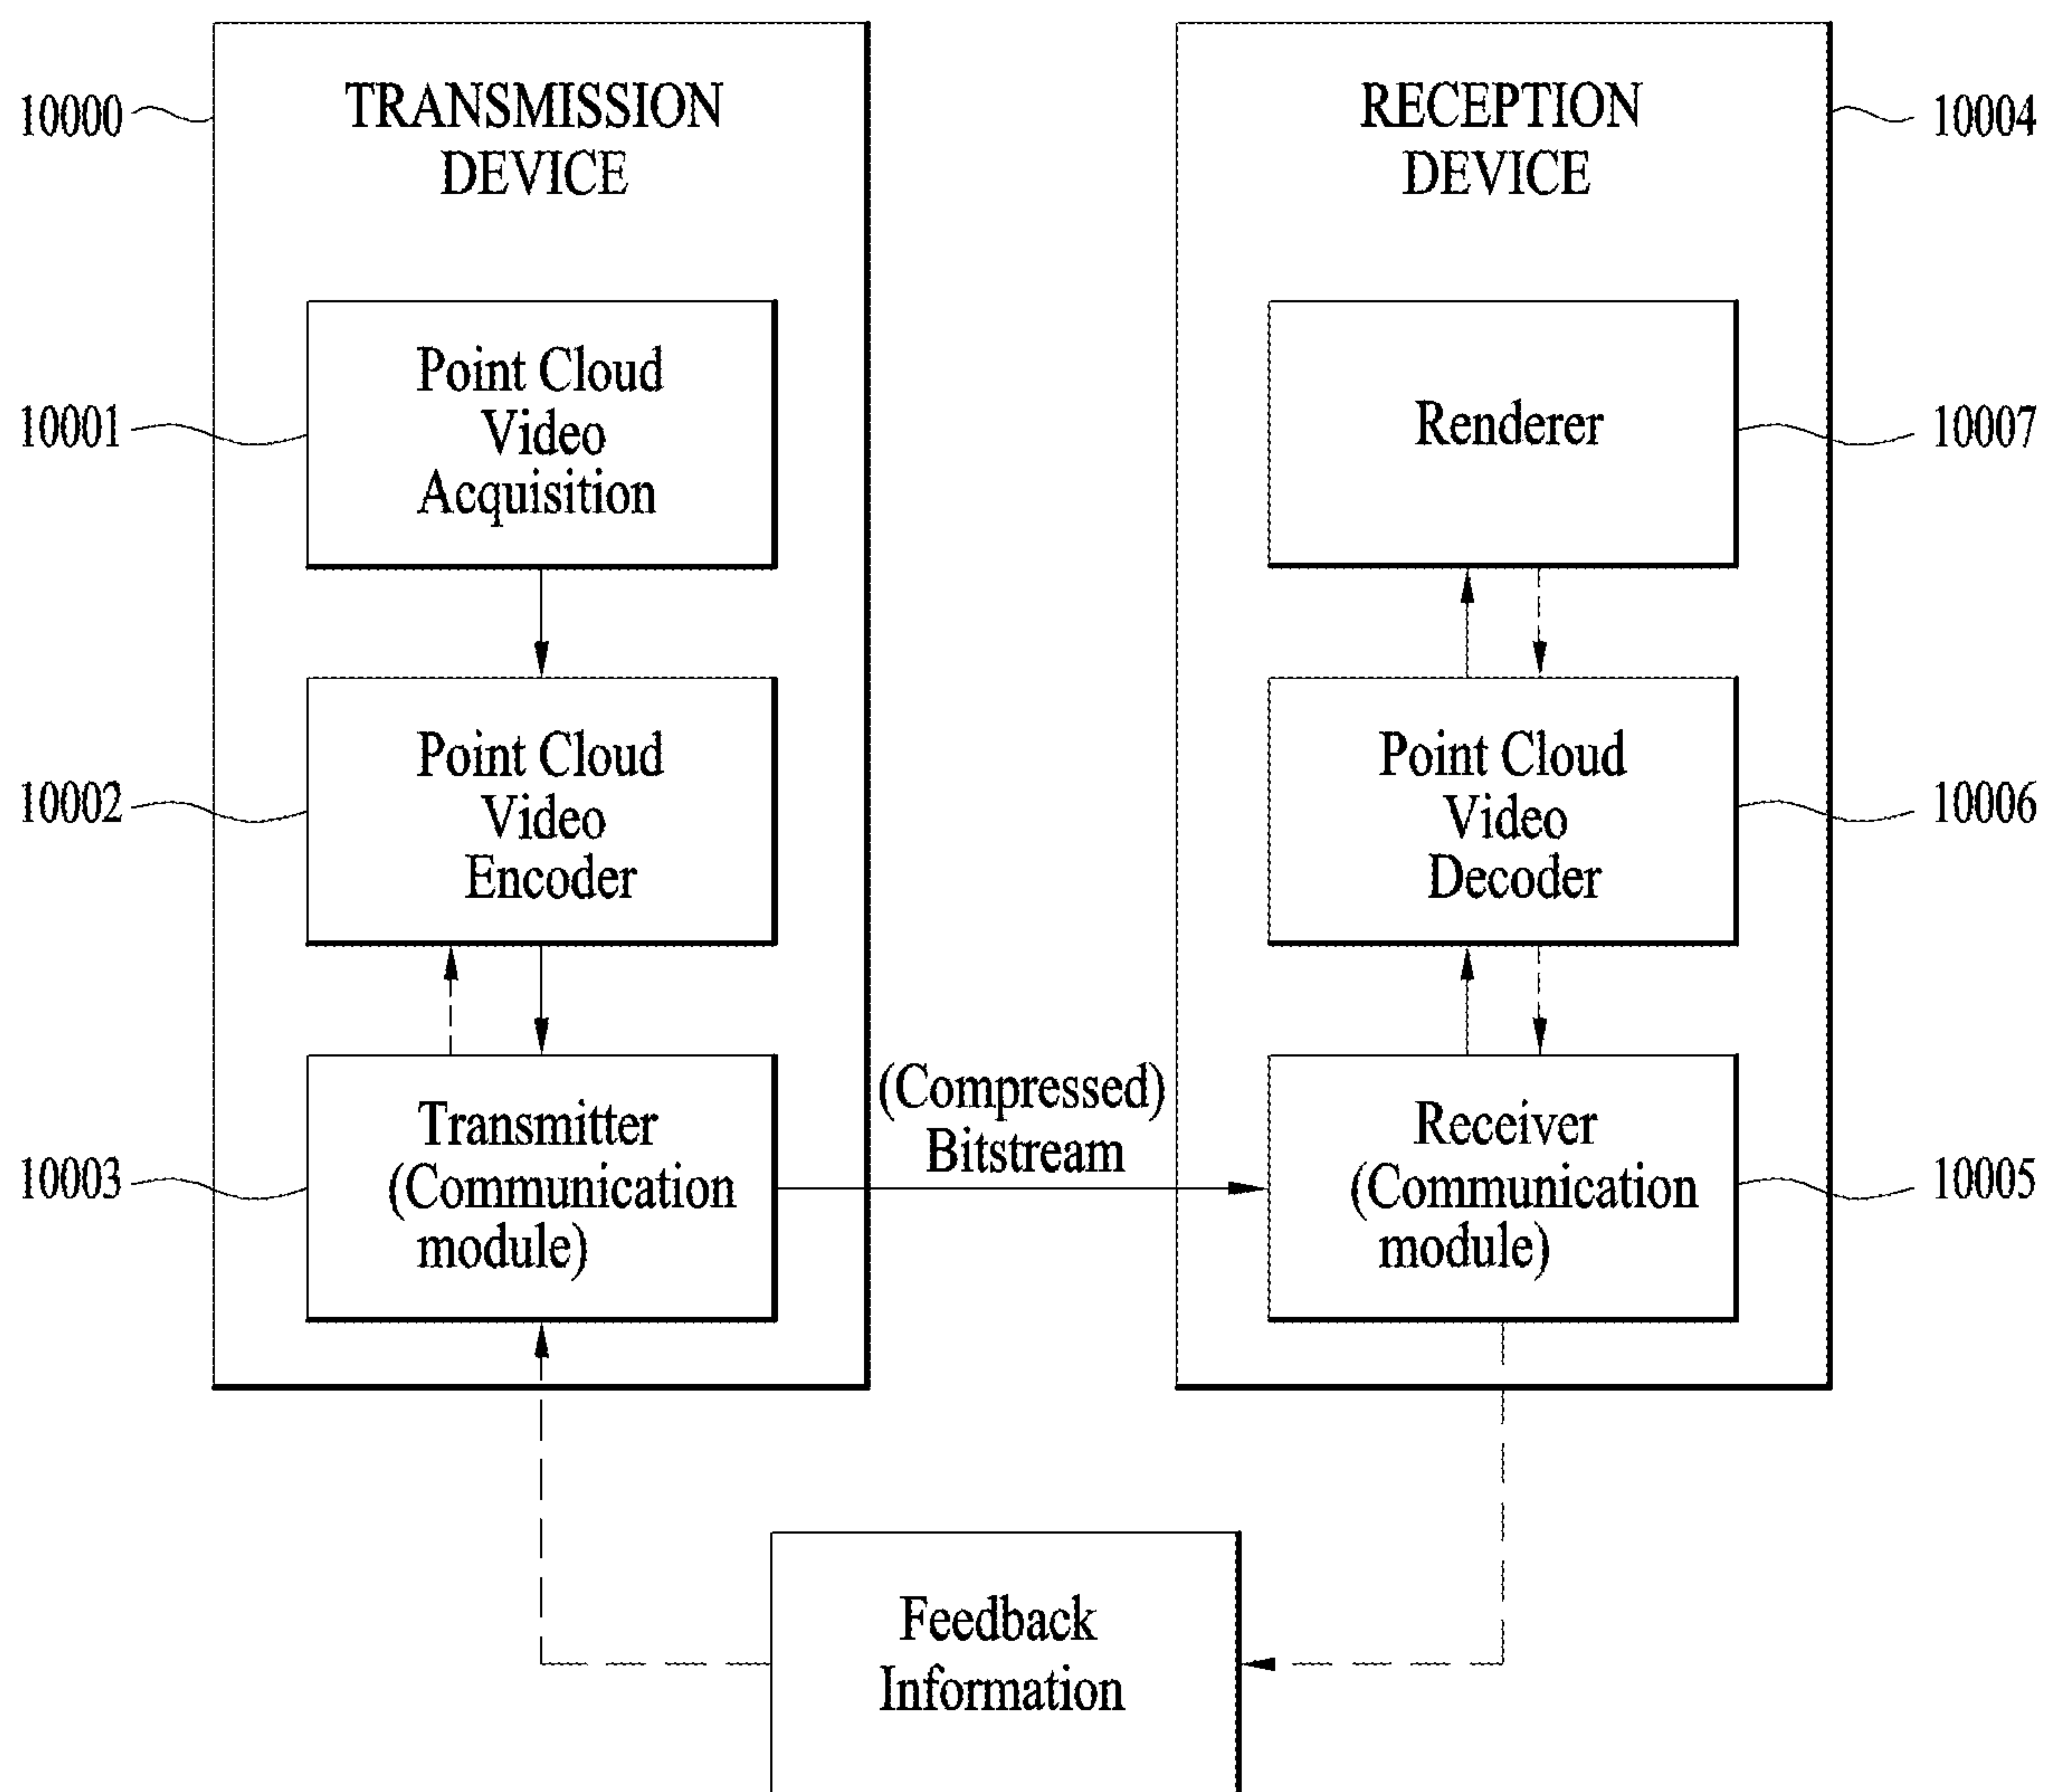 10000
TRANSMISSION
DEVICE
10001
Point Cloud
Video
Acquisition
10002
Point Cloud
Video
Encoder
10003
Transmitter
(Communication
module)
(Compressed)
Bitstream
RECEPTION
DEVICE
10004
Renderer
10007
Point Cloud
Video
Decoder
10006
Receiver
(Communication
module)
10005
Feedback
Information